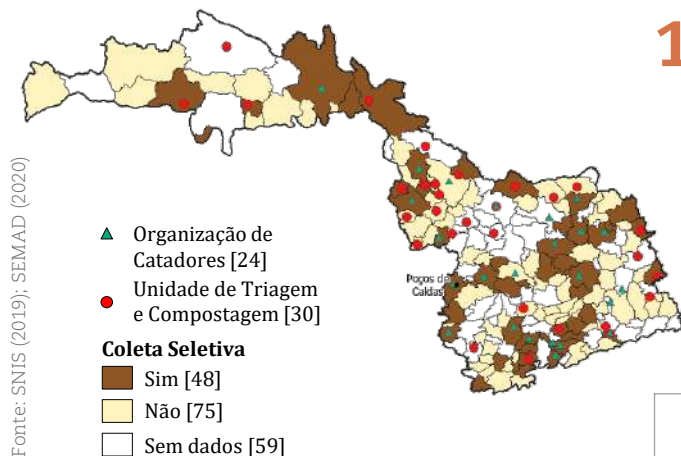 1
Poços de
Caldas
Organização de
Catadores [24]
Unidade de Triagem
e Compostagem [30]
Coleta Seletiva
Sim [48]
Não [75]
Sem dados [59]
Fonte: SNIS (2019); SEMAD (2020)